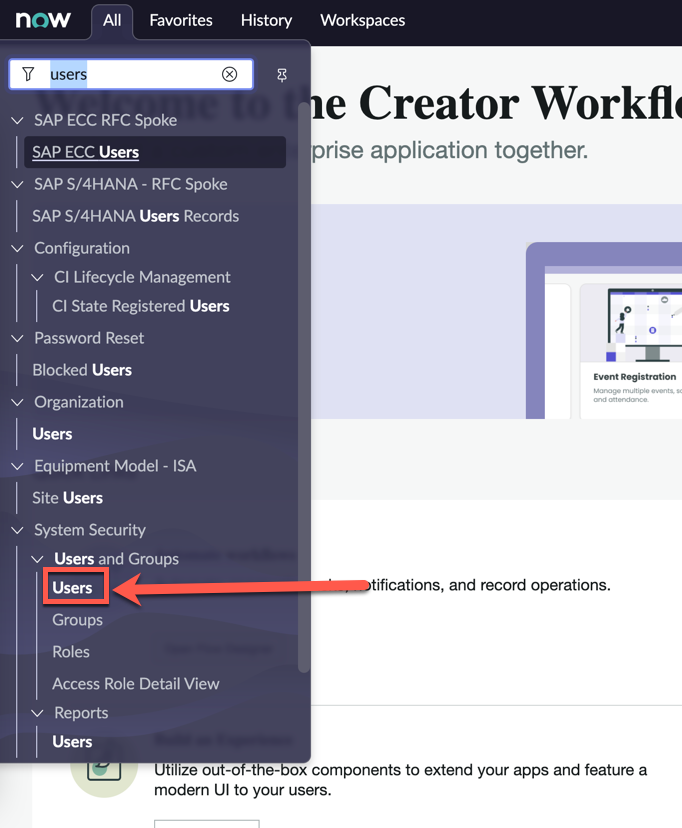 now All Favorites History Workspaces
users
Welcome to the Creator Workfl
rprise application together.
SAP ECC RFC Spoke
SAP ECC Users
SAP S/4HANA - RFC Spoke
SAP S/4HANA Users Records
Configuration
CI Lifecycle Management
CI State Registered Users
Password Reset
Blocked Users
Organization
Users
Equipment Model - ISA
Site Users
System Security
Users and Groups
Users
Groups
Roles
Access Role Detail View
Reports
Users
Event Registration
Manage multiple events, s
and attendance.
notifications, and record operations.
Utilize out-of-the-box components to extend your apps and feature a
modern UI to your users.